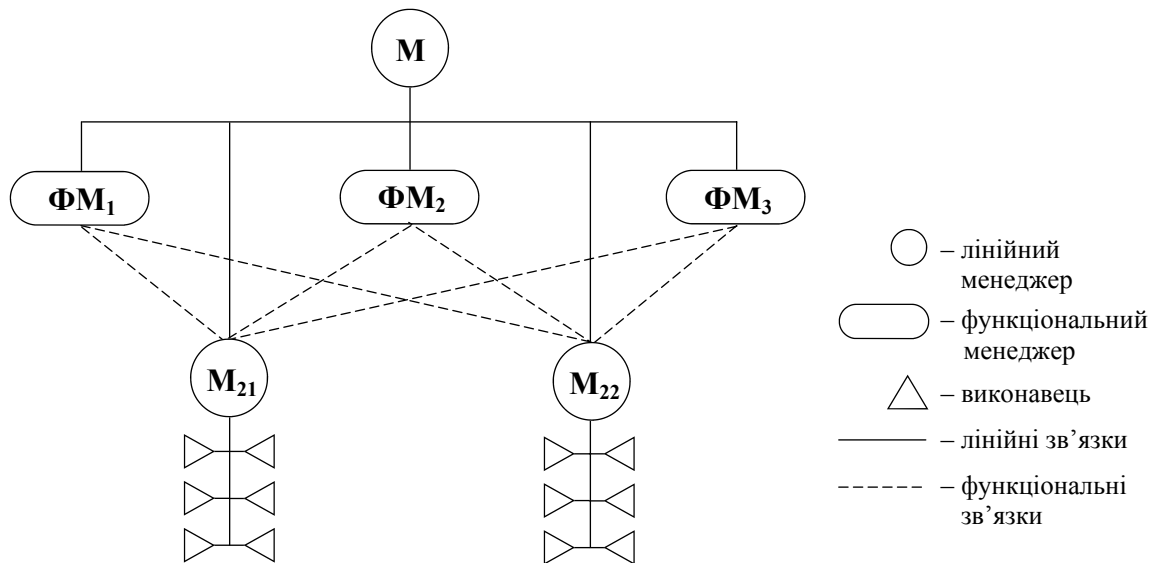 М
ФМ₁
ФМ₂
ФМ₃
М₂₁
М₂₂
– лінійний
менеджер
– функціональний
менеджер
– виконавець
– лінійні зв’язки
– функціональні
зв’язки